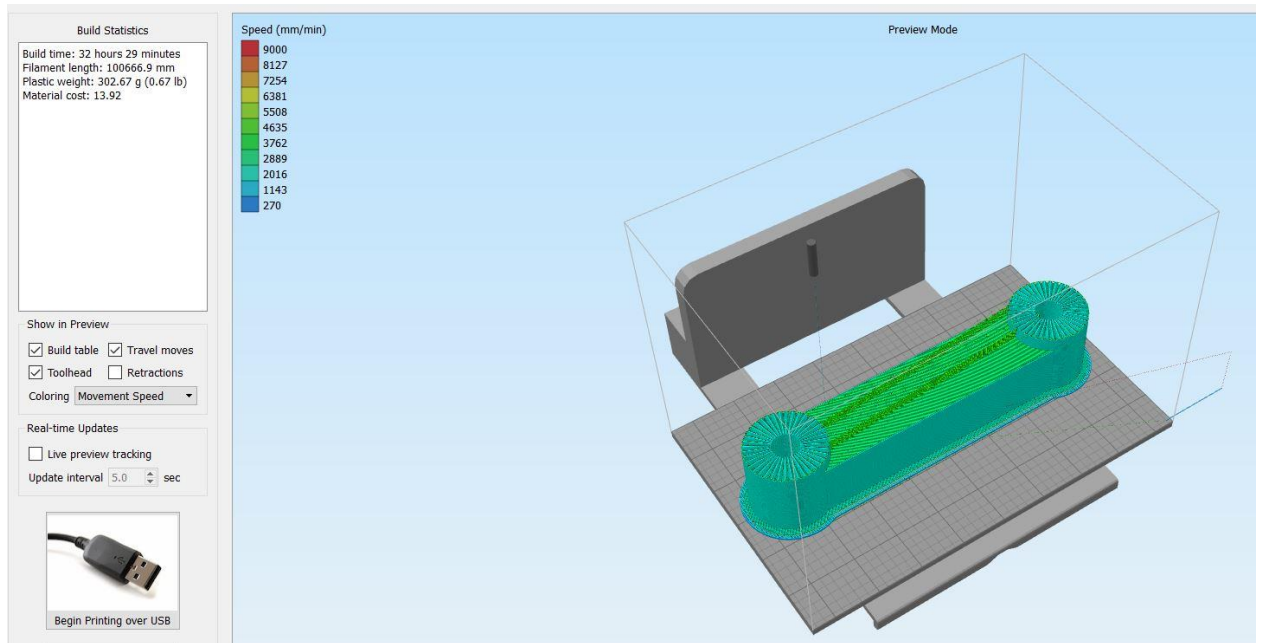 Build Statistics
Build time: 32 hours 29 minutes
Filament length: 100666.9 mm
Plastic weight: 302.67 g (0.67 lb)
Material cost: 13.92
Show in Preview
Build table
Travel moves
Toolhead
Retractions
Coloring Movement Speed
Real-time Updates
Live preview tracking
Update interval 5.0 sec
Begin Printing over USB
Speed (mm/min)
9000
8127
7254
6381
5508
4635
3762
2889
2016
1143
270
Preview Mode